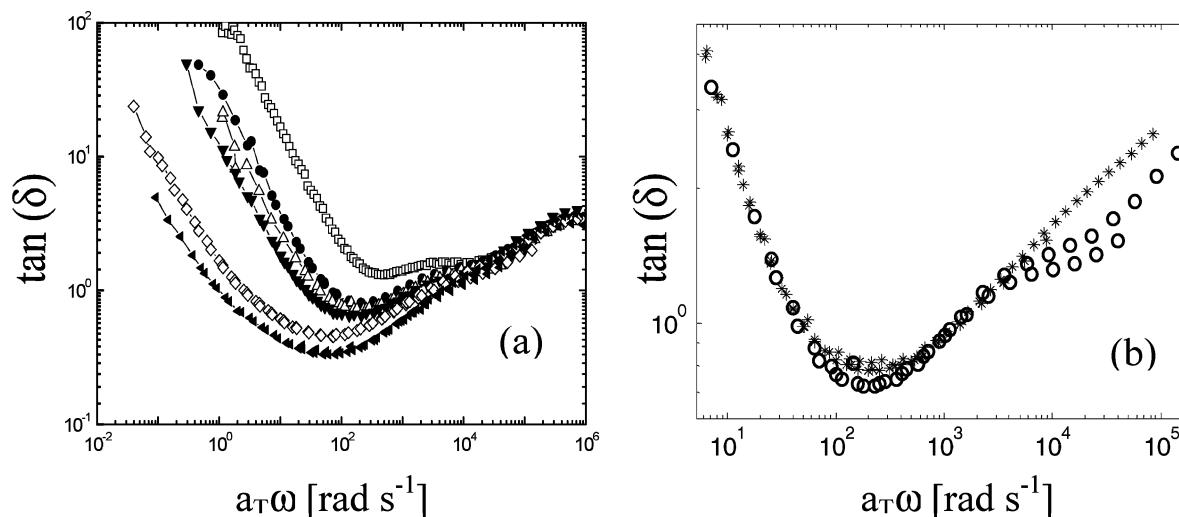 10²
10¹
10⁰
10⁻¹
tan (δ)
(a)
10⁻² 10⁰ 10² 10⁴ 10⁶
a_Tω [rad s⁻¹]
10⁰
tan (δ)
(b)
10¹ 10² 10³ 10⁴ 10⁵
a_Tω [rad s⁻¹]